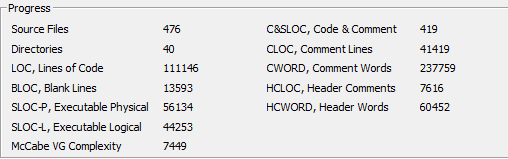 Progress
Source Files 476 C&SLOC, Code & Comment 419
Directories 40 CLOC, Comment Lines 41419
LOC, Lines of Code 111146 CWORD, Comment Words 237759
BLOC, Blank Lines 13593 HCLOC, Header Comments 7616
SLOC-P, Executable Physical 56134 HCWORD, Header Words 60452
SLOC-L, Executable Logical 44253
McCabe VG Complexity 7449